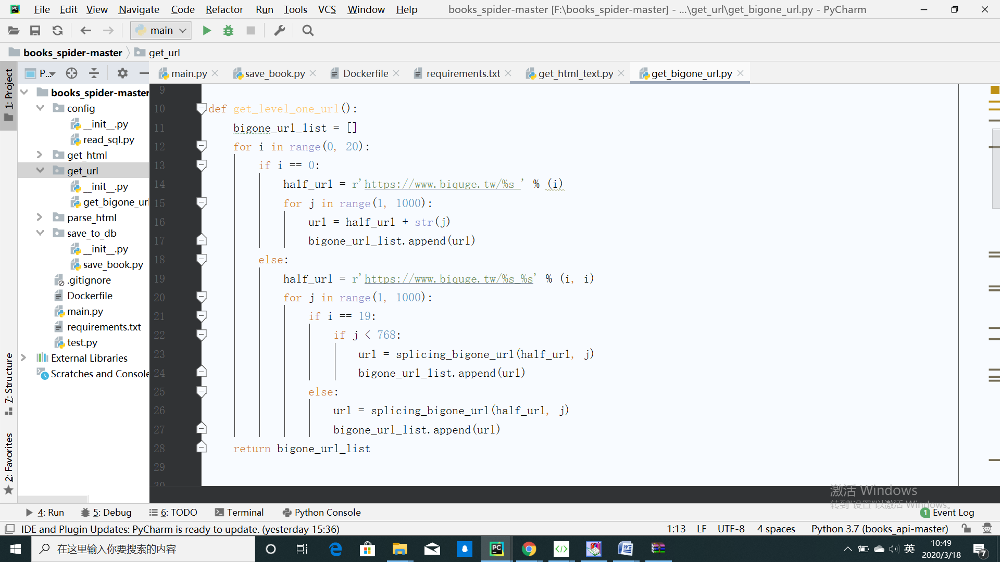 File Edit View Navigate Code Refactor Run Tools VCS Window Help books_spider-master [F:\books_spider-master] - ...\get_url\get_bigone_url.py - PyCharm
main
books_spider-master get_url
1: Project
P... main.py save_book.py Dockerfile requirements.txt get_html_text.py get_bigone_url.py
books_spider-master
config
__init__.py
read_sql.py
get_html
get_url
__init__.py
get_bigone_url
parse_html
save_to_db
__init__.py
save_book.py
.gitignore
Dockerfile
main.py
requirements.txt
test.py
External Libraries
Scratches and Console
7: Structure
2: Favorites
9
10 def get_level_one_url():
11 bigone_url_list = []
12 for i in range(0, 20):
13 if i == 0:
14 half_url = r'https://www.biquge.tw/%s_' % (i)
15 for j in range(1, 1000):
16 url = half_url + str(j)
17 bigone_url_list.append(url)
18 else:
19 half_url = r'https://www.biquge.tw/%s_%s' % (i, i)
20 for j in range(1, 1000):
21 if i == 19:
22 if j < 768:
23 url = splicing_bigone_url(half_url, j)
24 bigone_url_list.append(url)
25 else:
26 url = splicing_bigone_url(half_url, j)
27 bigone_url_list.append(url)
28 return bigone_url_list
29
30
激活 Windows
转到"设置"以激活 Windows。
4: Run 5: Debug 6: TODO Terminal Python Console 1 Event Log
IDE and Plugin Updates: PyCharm is ready to update. (yesterday 15:36) 1:13 LF UTF-8 4 spaces Python 3.7 (books_api-master)
在这里输入你要搜索的内容
PC
英
10:49
2020/3/18
7